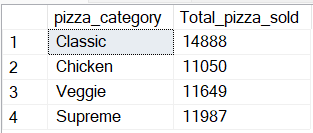 pizza_category Total_pizza_sold
1 Classic 14888
2 Chicken 11050
3 Veggie 11649
4 Supreme 11987